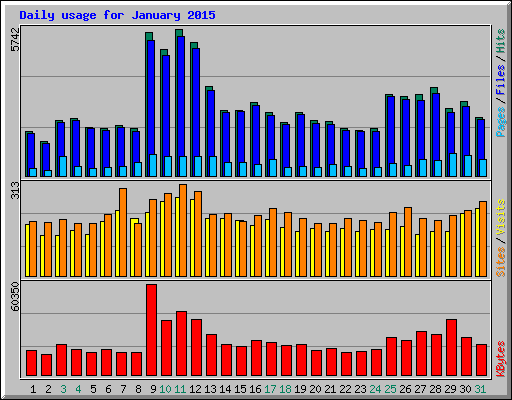 Daily usage for January 2015
5742
Pages / Files / Hits
313
Sites / Visits
60350
KBytes
1 2 3 4 5 6 7 8 9 10 11 12 13 14 15 16 17 18 19 20 21 22 23 24 25 26 27 28 29 30 31